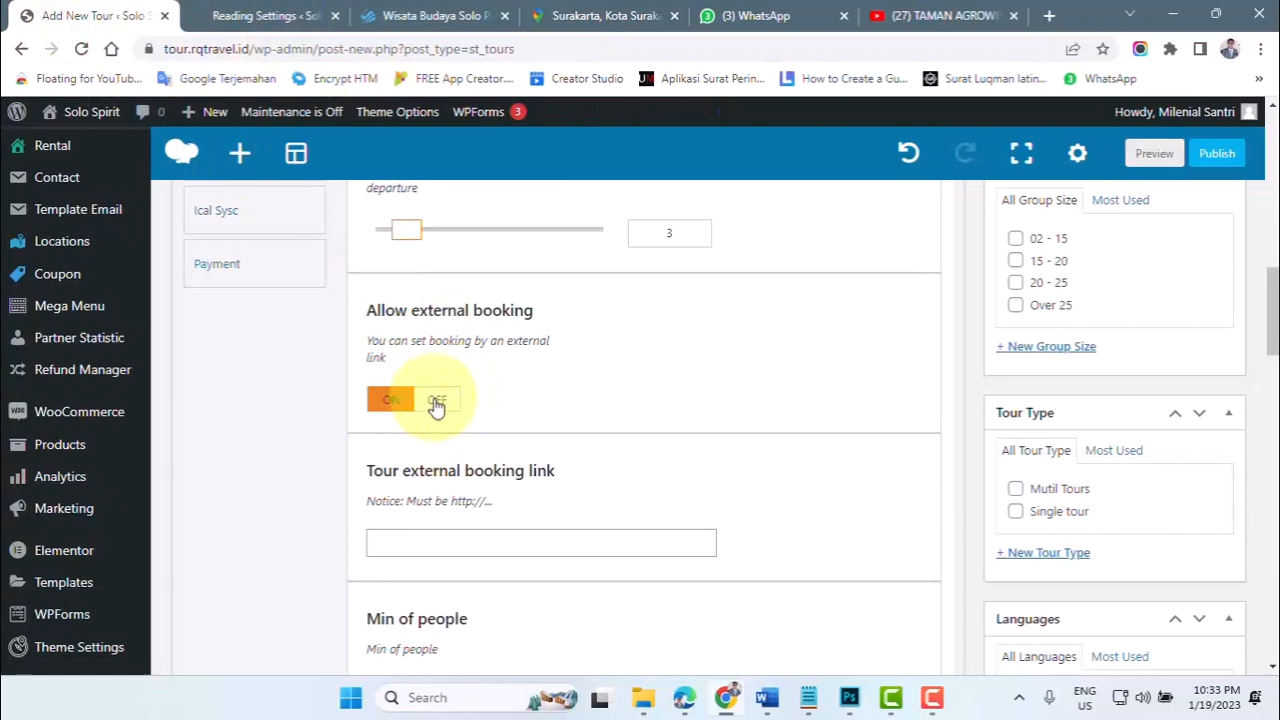 Add New Tour ‹ Solo S
Reading Settings ‹ Sol
Wisata Budaya Solo P
Surakarta, Kota Suraka
(3) WhatsApp
(27) TAMAN AGROWI
tour.rqtravel.id/wp-admin/post-new.php?post_type=st_tours
Floating for YouTub...
Google Terjemahan
Encrypt HTM
FREE App Creator....
Creator Studio
Aplikasi Surat Perin...
How to Create a Gu...
Surat Luqman latin...
WhatsApp
»
Solo Spirit
0
New
Maintenance is Off
Theme Options
WPForms
3
Howdy, Milenial Santri
Preview
Publish
Rental
Contact
Template Email
Locations
Coupon
Mega Menu
Partner Statistic
Refund Manager
WooCommerce
Products
Analytics
Marketing
Elementor
Templates
WPForms
Theme Settings
Ical Sysc
Payment
departure
3
Allow external booking
You can set booking by an external
link
ON
OFF
Tour external booking link
Notice: Must be http://...
Min of people
Min of people
All Group Size
Most Used
02 - 15
15 - 20
20 - 25
Over 25
+ New Group Size
Tour Type
All Tour Type
Most Used
Mutil Tours
Single tour
+ New Tour Type
Languages
All Languages
Most Used
Search
ENG
US
10:33 PM
1/19/2023